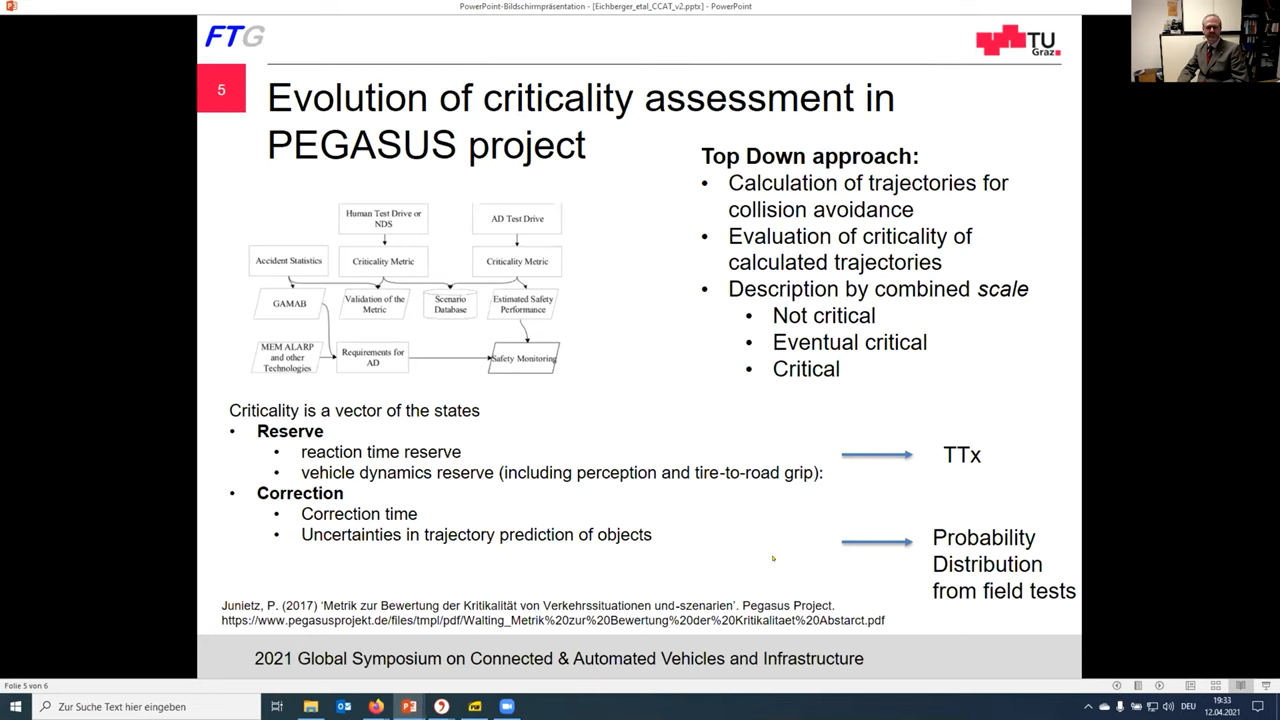 PowerPoint-Bildschirmpräsentation - [Eichberger_etal_CCAT_v2.pptx] - PowerPoint
FTG
TU
Graz
5
Evolution of criticality assessment in
PEGASUS project
Top Down approach:
• Calculation of trajectories for
collision avoidance
• Evaluation of criticality of
calculated trajectories
• Description by combined scale
• Not critical
• Eventual critical
• Critical
Human Test Drive or
NDS
AD Test Drive
Accident Statistics
Criticality Metric
Criticality Metric
GAMAB
Validation of the
Metric
Scenario
Database
Estimated Safety
Performance
MEM ALARP
and other
Technologies
Requirements for
AD
Safety Monitoring
Criticality is a vector of the states
• Reserve
• reaction time reserve
• vehicle dynamics reserve (including perception and tire-to-road grip):
TTx
• Correction
• Correction time
• Uncertainties in trajectory prediction of objects
Probability
Distribution
from field tests
Junietz, P. (2017) ‘Metrik zur Bewertung der Kritikalität von Verkehrssituationen und-szenarien’. Pegasus Project.
https://www.pegasusprojekt.de/files/tmpl/pdf/Walting_Metrik%20zur%20Bewertung%20der%20Kritikalitaet%20Abstarct.pdf
2021 Global Symposium on Connected & Automated Vehicles and Infrastructure
Folie 5 von 6
Zur Suche Text hier eingeben
DEU
19:33
12.04.2021